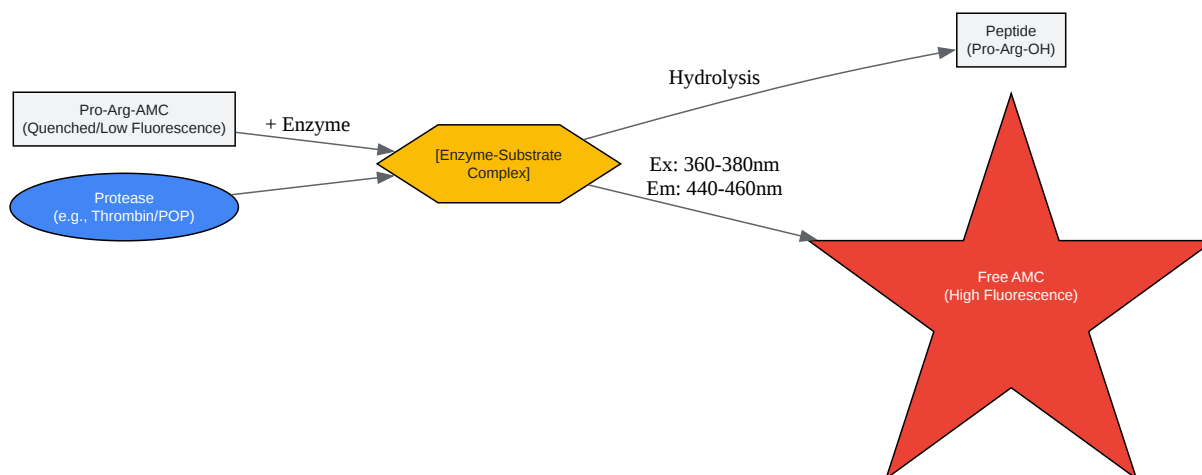 Pro-Arg-AMC
(Quenched/Low Fluorescence)
+ Enzyme
Protease
(e.g., Thrombin/POP)
[Enzyme-Substrate
Complex]
Hydrolysis
Peptide
(Pro-Arg-OH)
Ex: 360-380nm
Em: 440-460nm
Free AMC
(High Fluorescence)